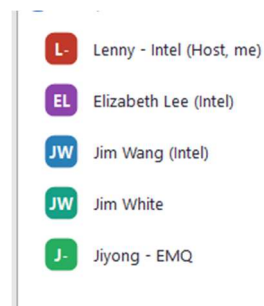 L- Lenny - Intel (Host, me)
EL Elizabeth Lee (Intel)
JW Jim Wang (Intel)
JW Jim White
J- Jiyong - EMQ